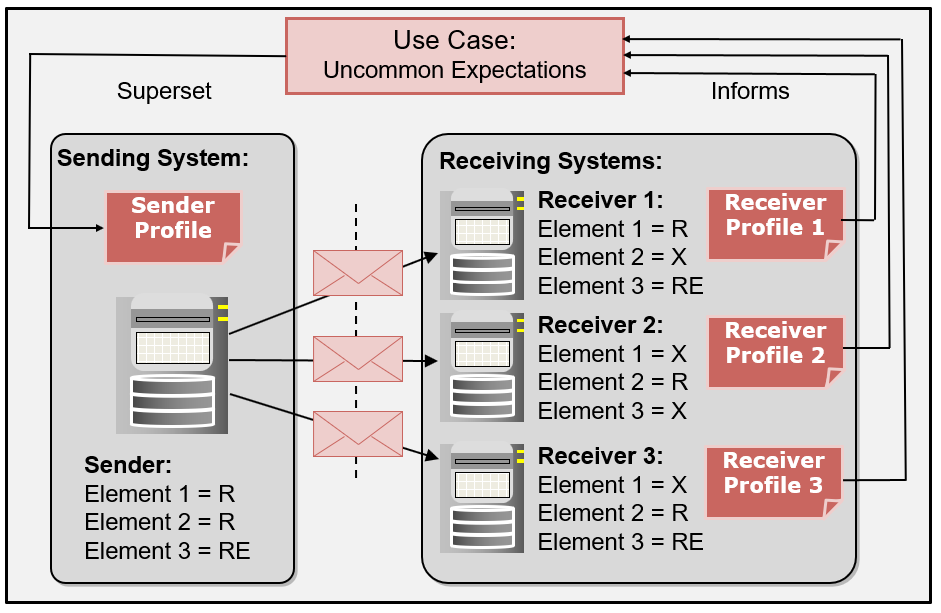 Use Case:
Uncommon Expectations
Superset
Informs
Sending System:
Sender
Profile
Sender:
Element 1 = R
Element 2 = R
Element 3 = RE
Receiving Systems:
Receiver 1:
Element 1 = R
Element 2 = X
Element 3 = RE
Receiver
Profile 1
Receiver 2:
Element 1 = X
Element 2 = R
Element 3 = X
Receiver
Profile 2
Receiver 3:
Element 1 = X
Element 2 = R
Element 3 = RE
Receiver
Profile 3